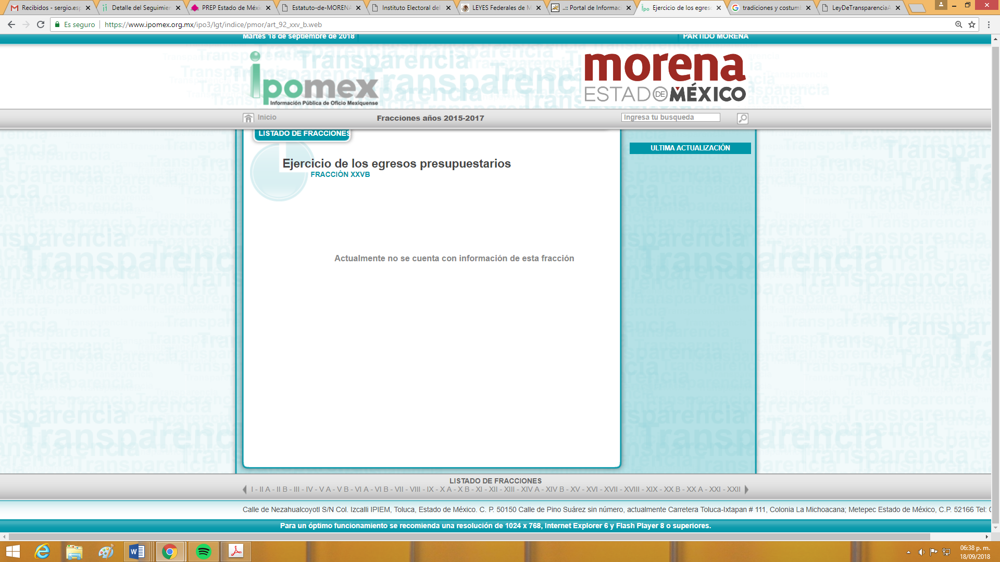 Recibidos - sergio.esp
Detalle del Seguimien
PREP Estado de Méxic
Estatuto-de-MORENA
Instituto Electoral del
LEYES Federales de M
..:: Portal de Informac
Ejercicio de los egreso
tradiciones y costumb
LeyDeTransparenciaA
Es seguro
https://www.ipomex.org.mx/ipo3/lgt/indice/pmor/art_92_xxv_b.web
Martes 18 de septiembre de 2018
PARTIDO MORENA
ipomex
Información Pública de Oficio Mexiquense
morena
ESTADO DE MÉXICO
Inicio
Fracciones años 2015-2017
Ingresa tu busqueda
LISTADO DE FRACCIONES
ULTIMA ACTUALIZACIÓN
Ejercicio de los egresos presupuestarios
FRACCIÓN XXVB
Actualmente no se cuenta con información de esta fracción
LISTADO DE FRACCIONES
I - II A - II B - III - IV - V A - V B - VI A - VI B - VII - VIII - IX - X A - X B - XI - XII - XIII - XIV A - XIV B - XV - XVI - XVII - XVIII - XIX - XX B - XX A - XXI - XXII
Calle de Nezahualcoyotl S/N Col. Izcalli IPIEM, Toluca, Estado de México. C. P. 50150 Calle de Pino Suárez sin número, actualmente Carretera Toluca-Ixtapan # 111, Colonia La Michoacana; Metepec Estado de México, C.P. 52166 Tel:
Para un óptimo funcionamiento se recomienda una resolución de 1024 x 768, Internet Explorer 6 y Flash Player 8 o superiores.
06:38 p. m.
18/09/2018